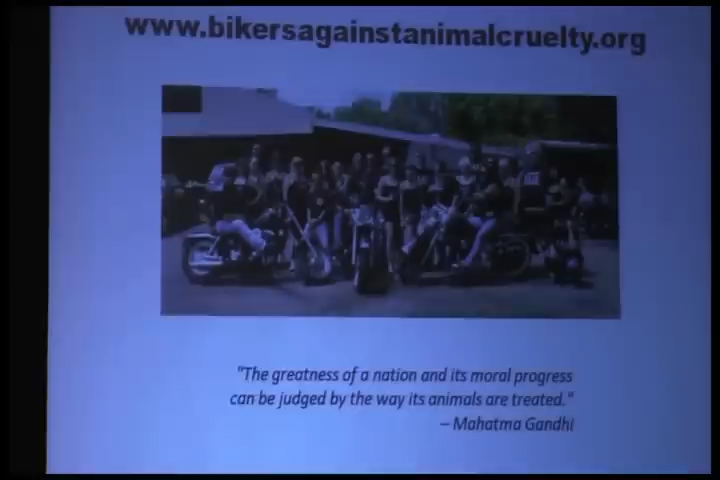 www.bikersagainstanimalcruelty.org
"The greatness of a nation and its moral progress
can be judged by the way its animals are treated."
– Mahatma Gandhi